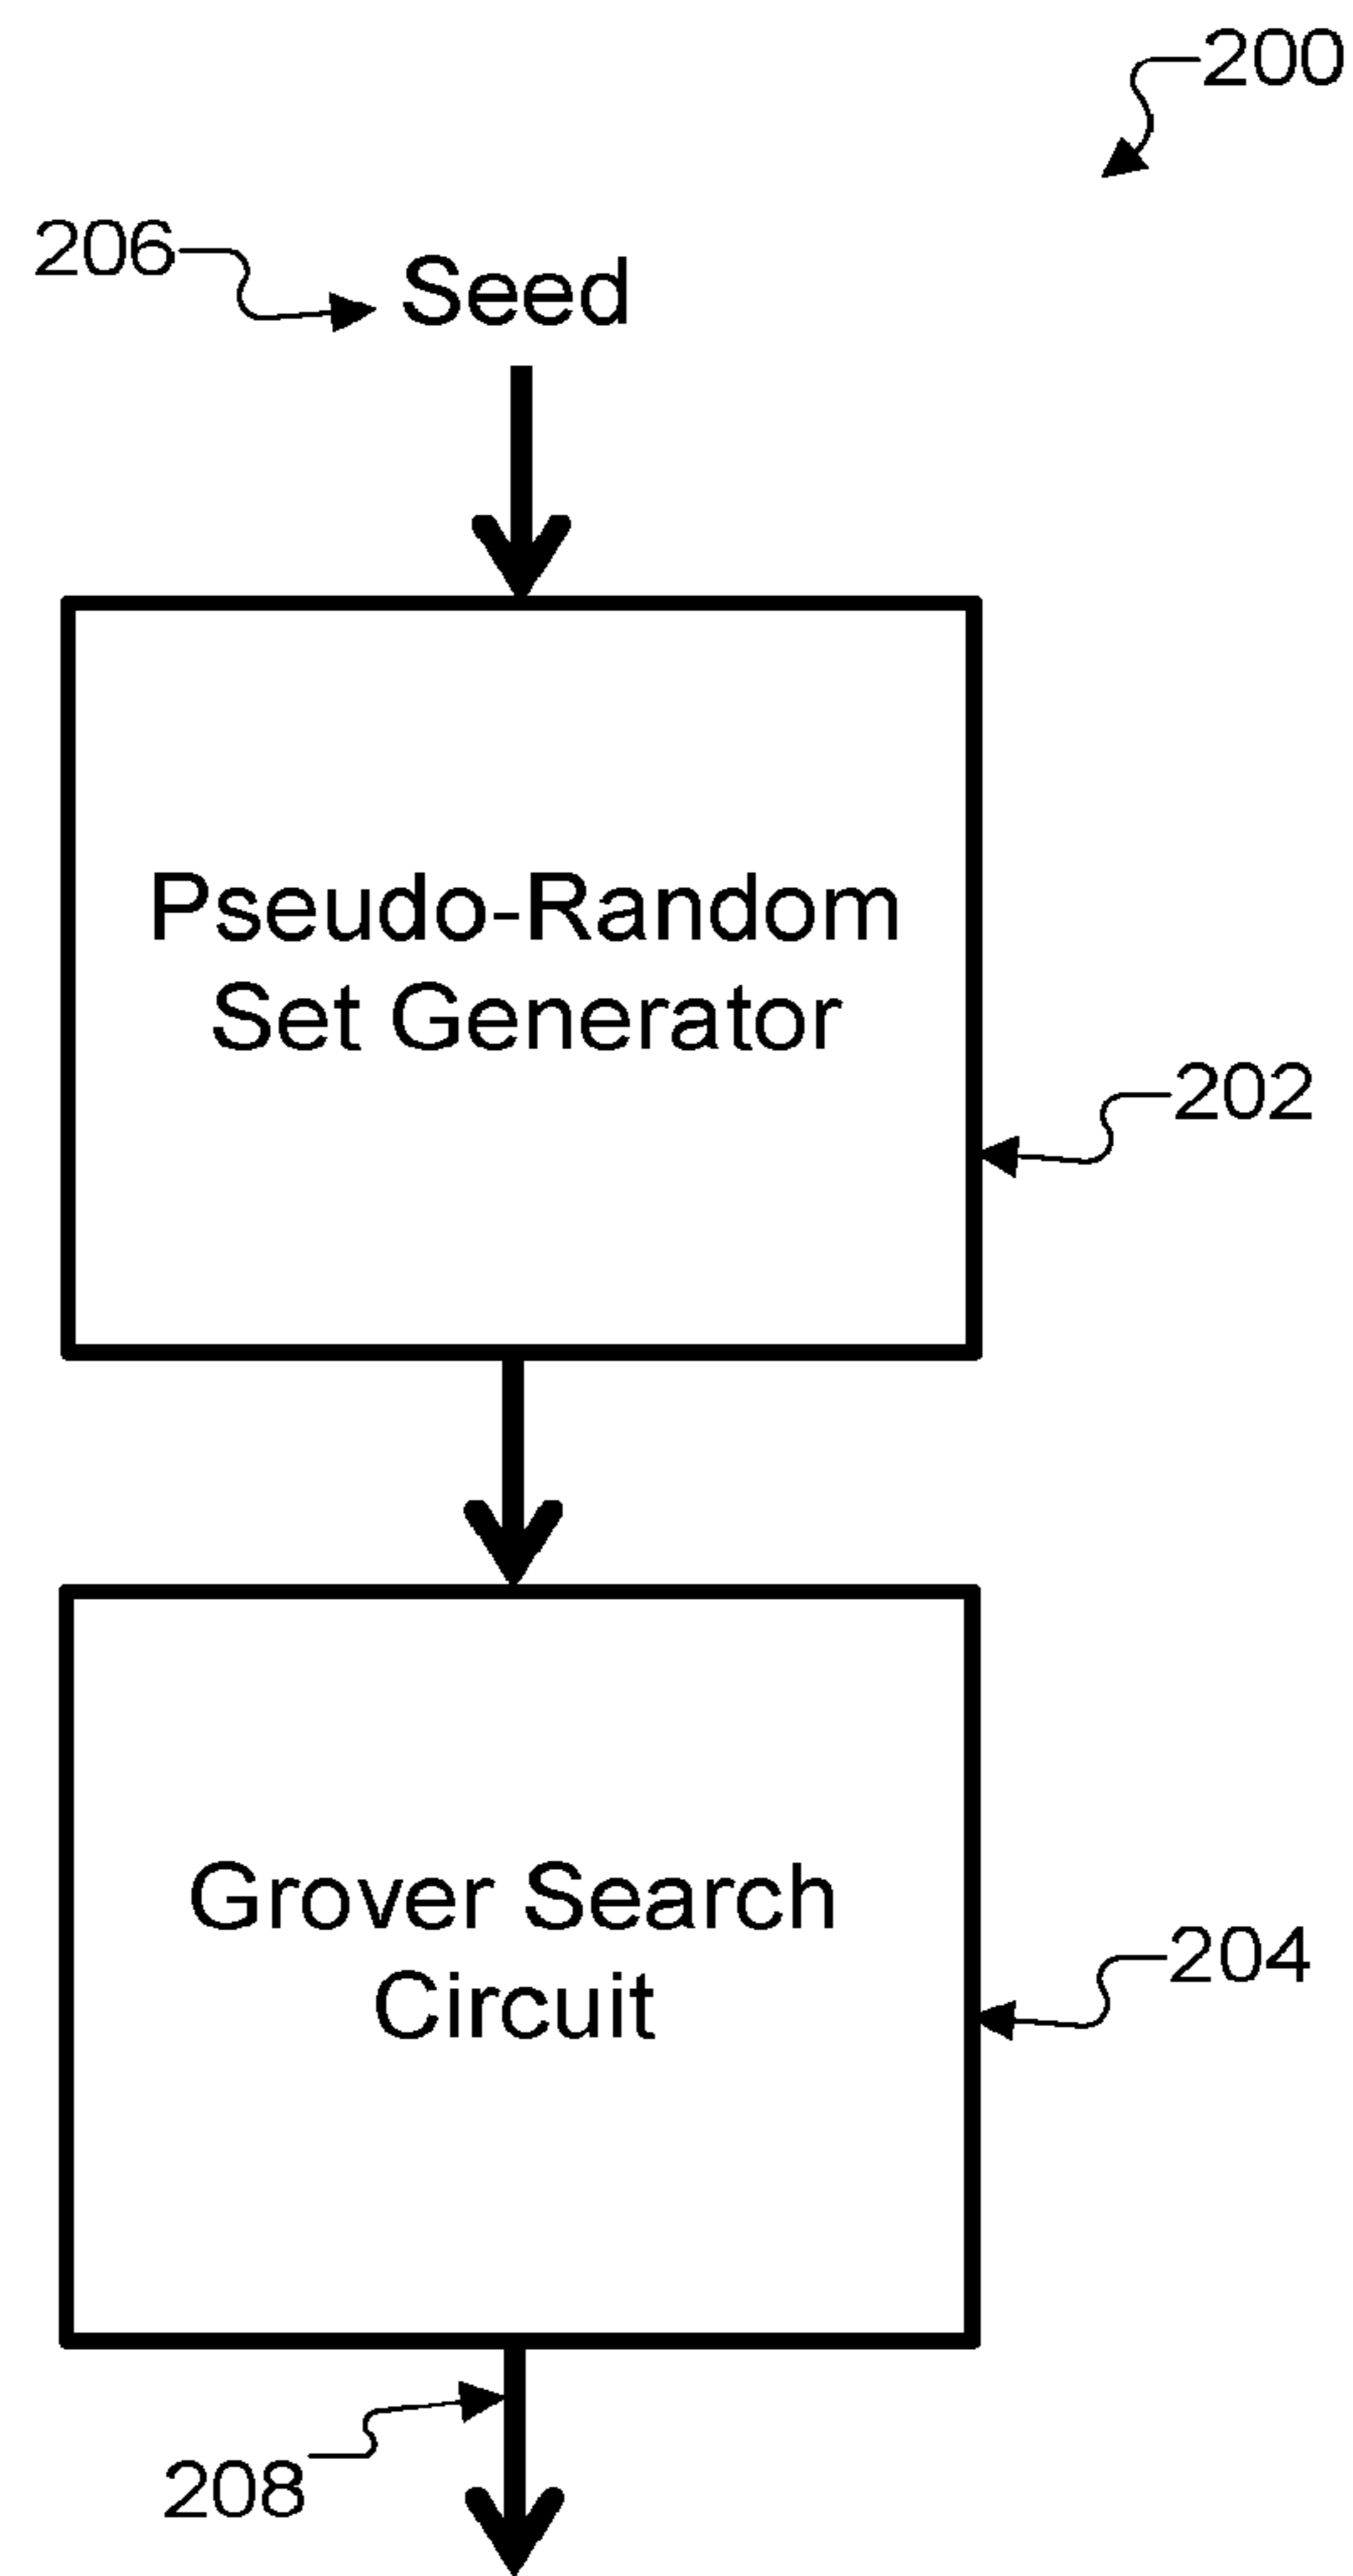 200
206
Seed
Pseudo-Random
Set Generator
202
Grover Search
Circuit
204
208